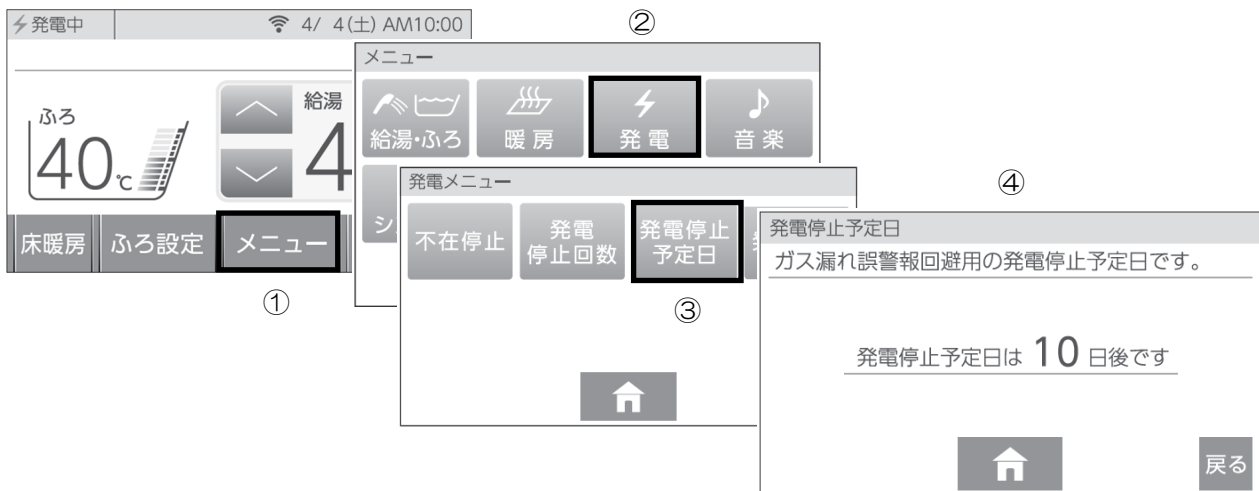 発電中
4/ 4(土) AM10:00
ふろ
40℃
給湯
4
床暖房
ふろ設定
メニュー
①
②
メニュー
給湯・ふろ
暖房
発電
音楽
シ
発電メニュー
不在停止
発電
停止回数
発電停止
予定日
③
④
発電停止予定日
ガス漏れ誤警報回避用の発電停止予定日です。
発電停止予定日は 10 日後です
戻る